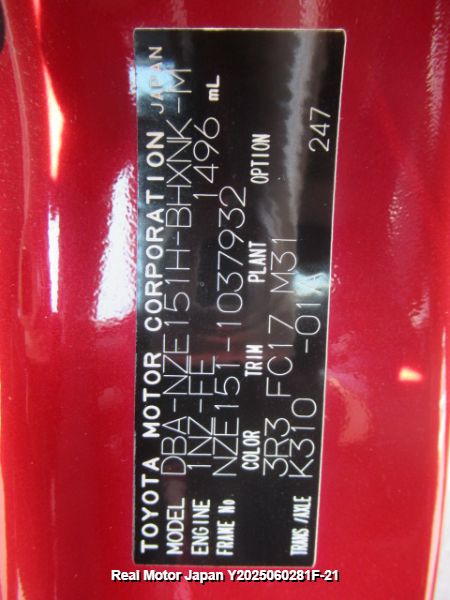 TOYOTA MOTOR CORPORATION JAPAN
MODEL DBA-NZE151H-BHXNK-M
ENGINE 1NZ-FE 1496 mL
FRAME No. NZE151-1037932
COLOR TRIM PLANT OPTION
3R3 FC17 M31 247
TRANS/AXLE K310 -01A
Real Motor Japan Y2025060281F-21